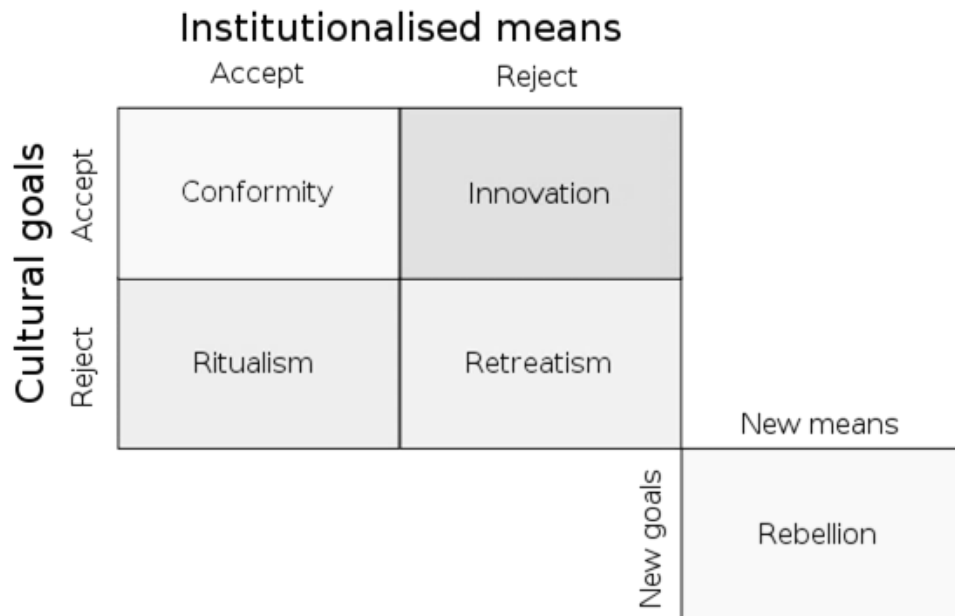 Institutionalised means
Accept
Reject
Cultural goals
Accept
Conformity
Innovation
Reject
Ritualism
Retreatism
New means
New goals
Rebellion